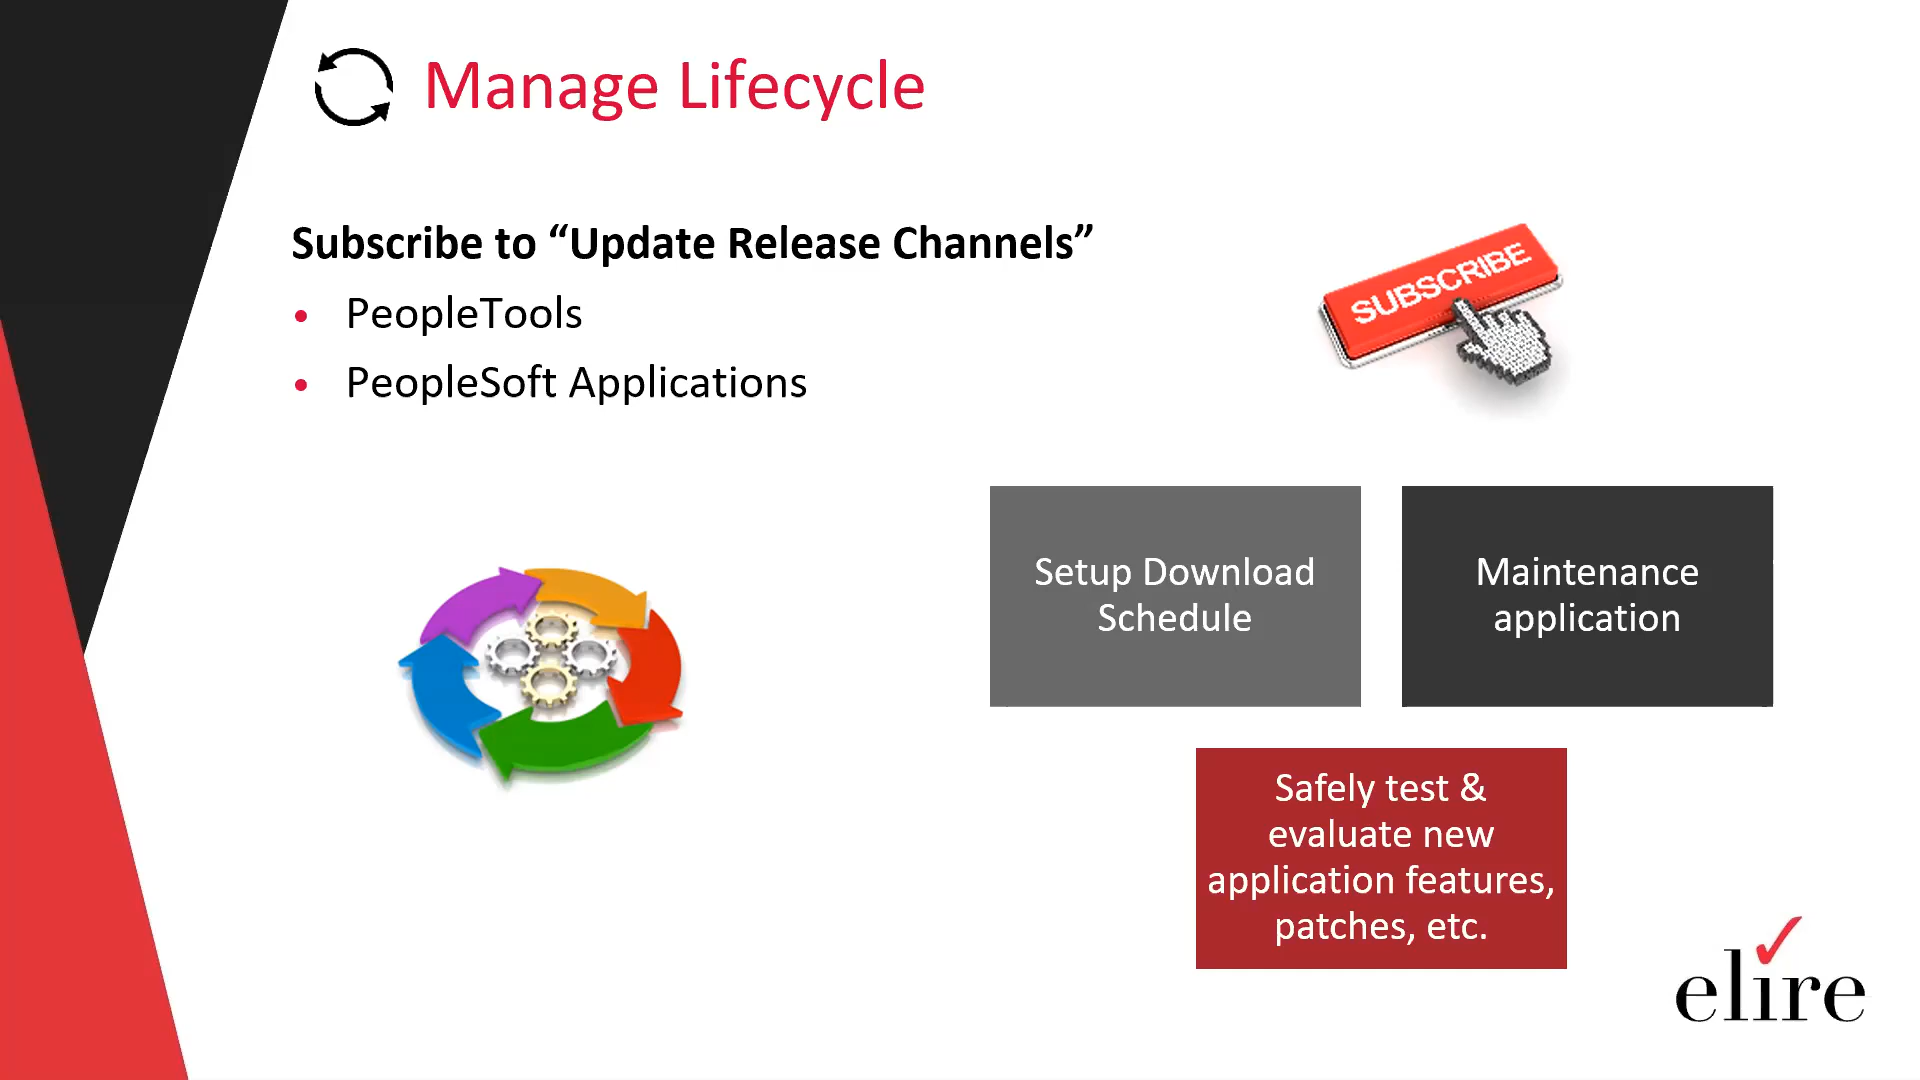 Manage Lifecycle
Subscribe to “Update Release Channels”
• PeopleTools
• PeopleSoft Applications
SUBSCRIBE
Setup Download
Schedule
Maintenance
application
Safely test &
evaluate new
application features,
patches, etc.
elire